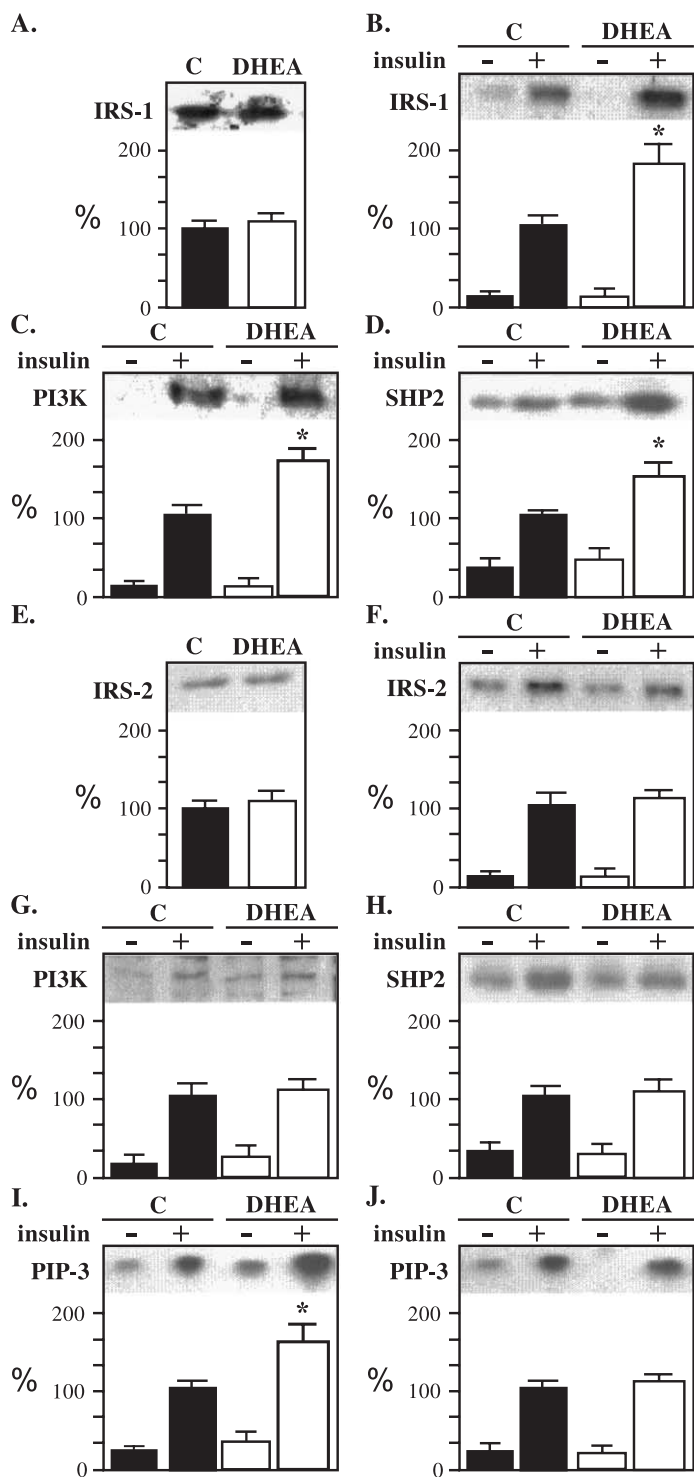 A.
C DHEA
IRS-1
200
%
100
0
B.
C DHEA
insulin - + - +
IRS-1
*
200
%
100
0
C.
C DHEA
insulin - + - +
PI3K
*
200
%
100
0
D.
C DHEA
insulin - + - +
SHP2
*
200
%
100
0
E.
C DHEA
IRS-2
200
%
100
0
F.
C DHEA
insulin - + - +
IRS-2
200
%
100
0
G.
C DHEA
insulin - + - +
PI3K
200
%
100
0
H.
C DHEA
insulin - + - +
SHP2
200
%
100
0
I.
C DHEA
insulin - + - +
PIP-3
*
200
%
100
0
J.
C DHEA
insulin - + - +
PIP-3
200
%
100
0